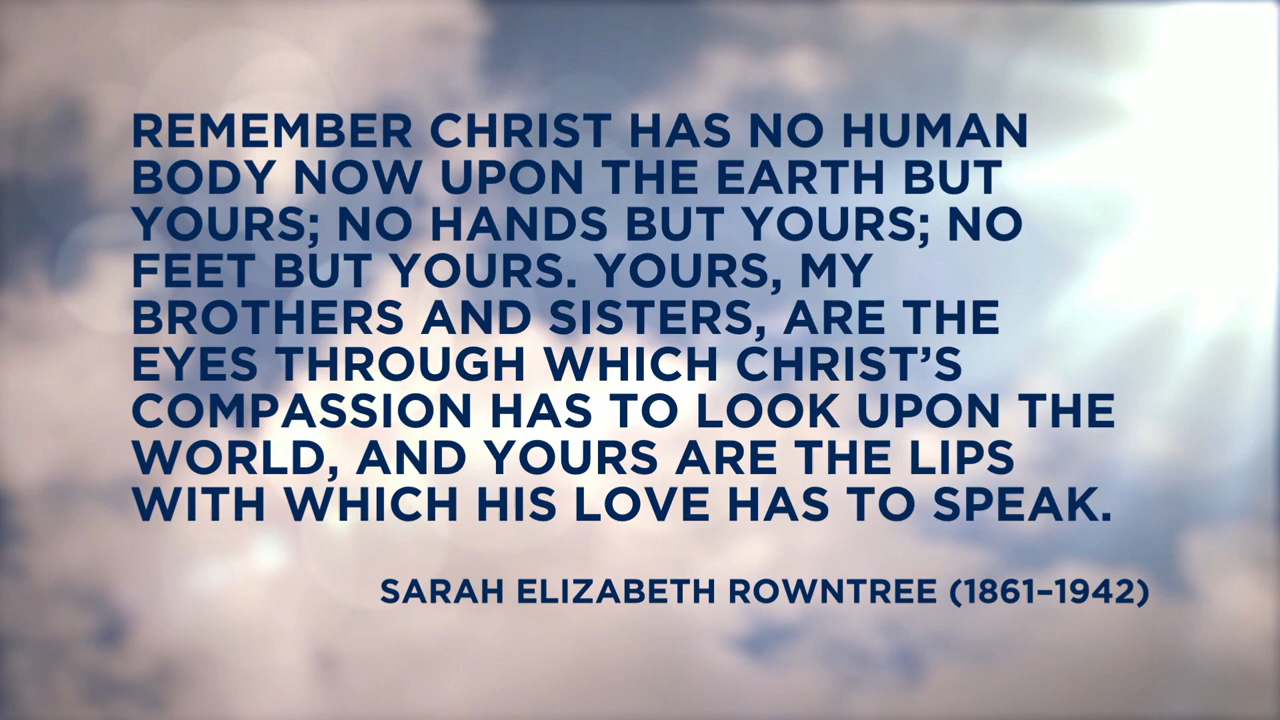 REMEMBER CHRIST HAS NO HUMAN
BODY NOW UPON THE EARTH BUT
YOURS; NO HANDS BUT YOURS; NO
FEET BUT YOURS. YOURS, MY
BROTHERS AND SISTERS, ARE THE
EYES THROUGH WHICH CHRIST’S
COMPASSION HAS TO LOOK UPON THE
WORLD, AND YOURS ARE THE LIPS
WITH WHICH HIS LOVE HAS TO SPEAK.
SARAH ELIZABETH ROWNTREE (1861–1942)